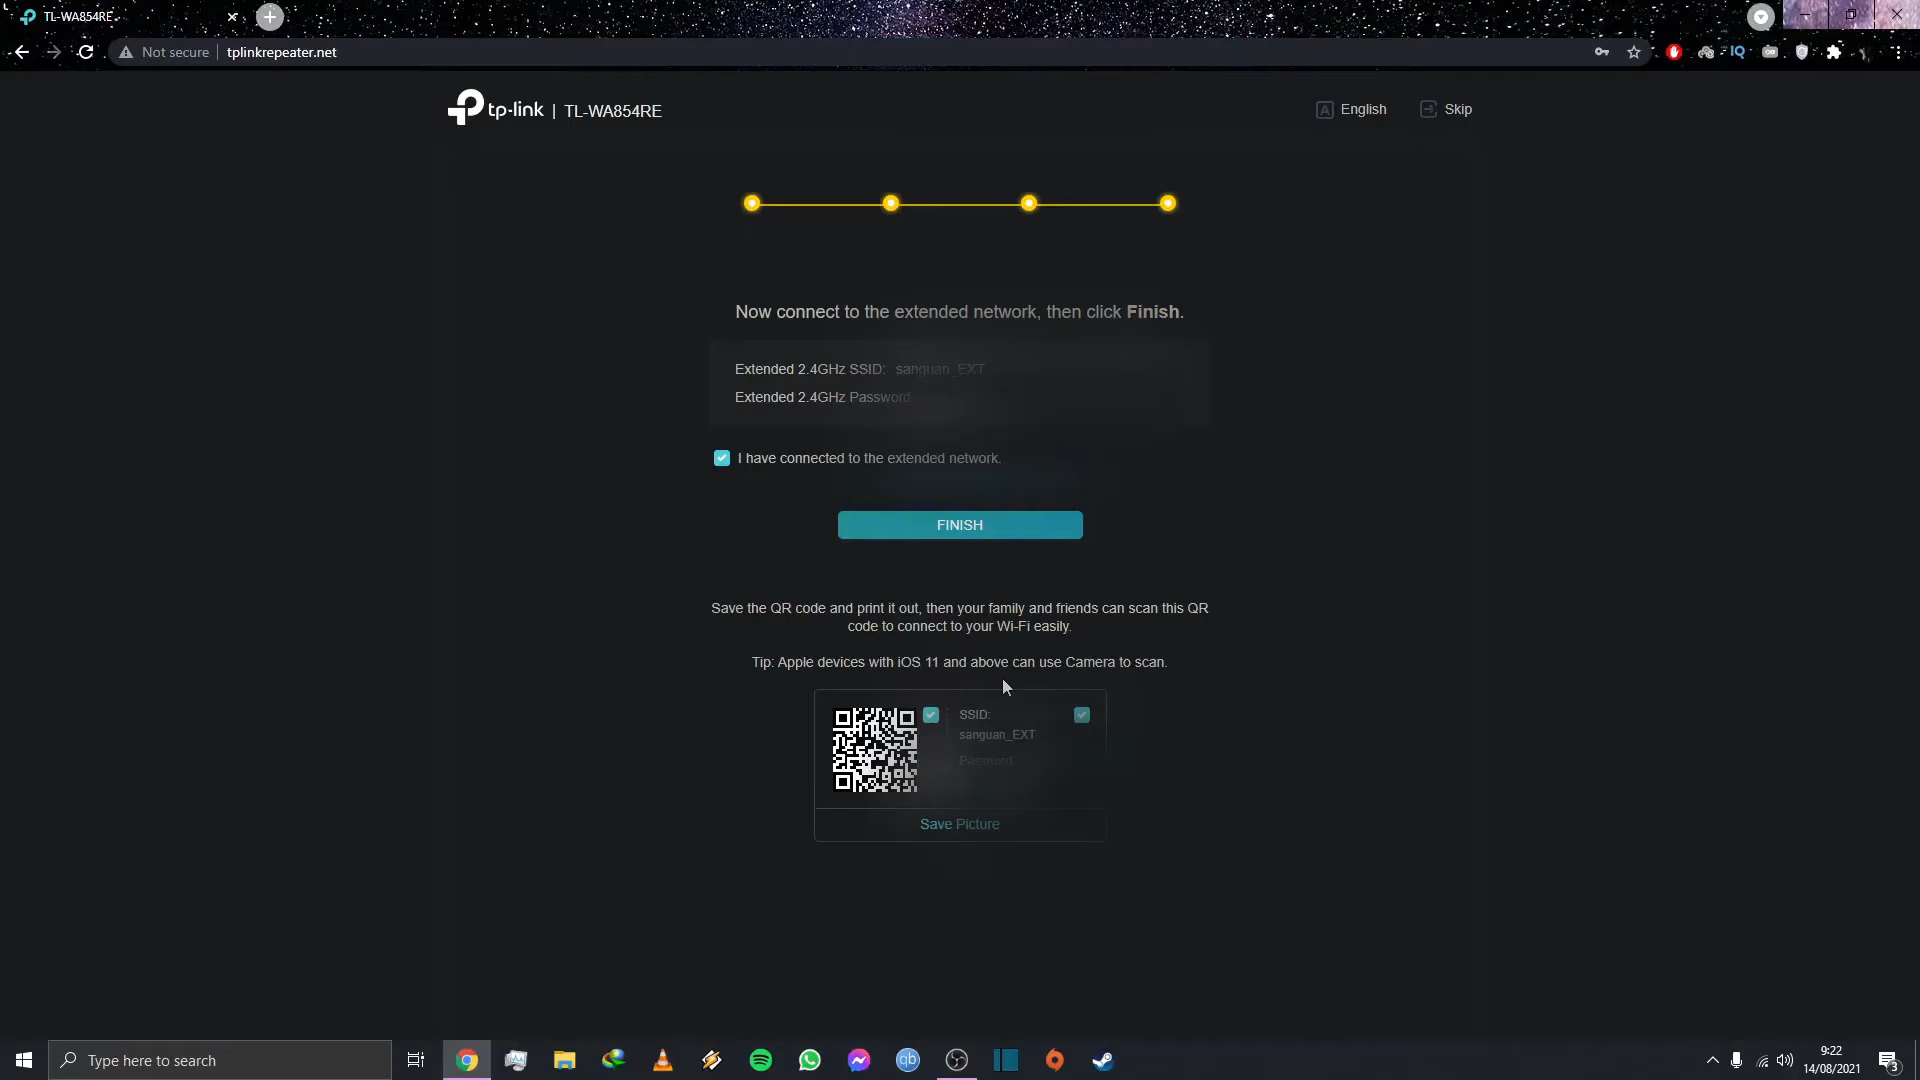 TL-WA854RE
Not secure | tplinkrepeater.net
IQ
tp-link | TL-WA854RE
English
Skip
Now connect to the extended network, then click Finish.
Extended 2.4GHz SSID: sanguan_EXT
Extended 2.4GHz Password
I have connected to the extended network.
FINISH
Save the QR code and print it out, then your family and friends can scan this QR
code to connect to your Wi-Fi easily.
Tip: Apple devices with iOS 11 and above can use Camera to scan.
SSID:
sanguan_EXT
Password
Save Picture
Type here to search
qb
9:22
14/08/2021
3